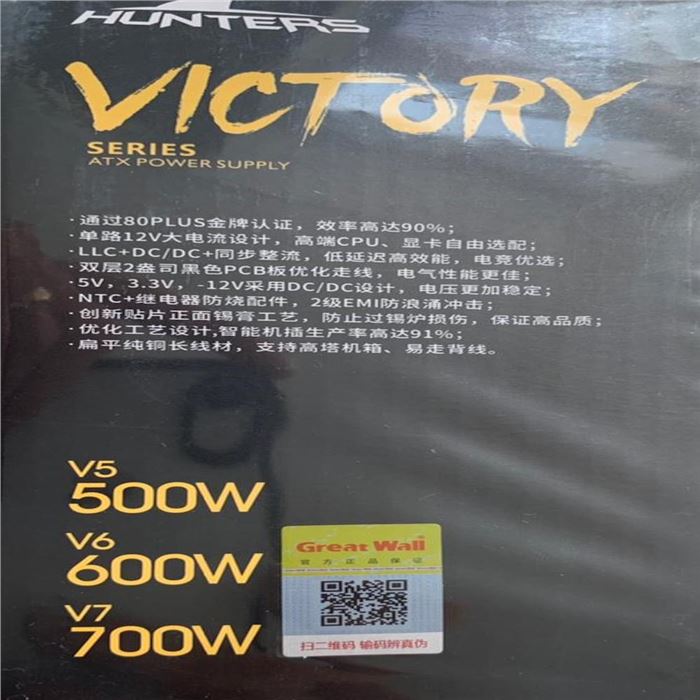 HUNTERS
VICTORY
SERIES
ATX POWER SUPPLY
·通过80PLUS金牌认证，效率高达90%；
·单路12V大电流设计，高端CPU、显卡自由选配；
·LLC+DC/DC+同步整流，低延迟高效能，电竞优选；
·双层2盎司黑色PCB板优化走线，电气性能更佳；
·5V，3.3V，-12V采用DC/DC设计，电压更加稳定；
·NTC+继电器防烧配件，2级EMI防浪涌冲击；
·创新贴片正面锡膏工艺，防止过锡炉损伤，保证高品质；
·优化工艺设计,智能机插生产率高达91%；
·扁平纯铜长线材，支持高塔机箱、易走背线。
V5
500W
V6
600W
V7
700W
Great Wall
官方正品保证
扫二维码 输码辨真伪